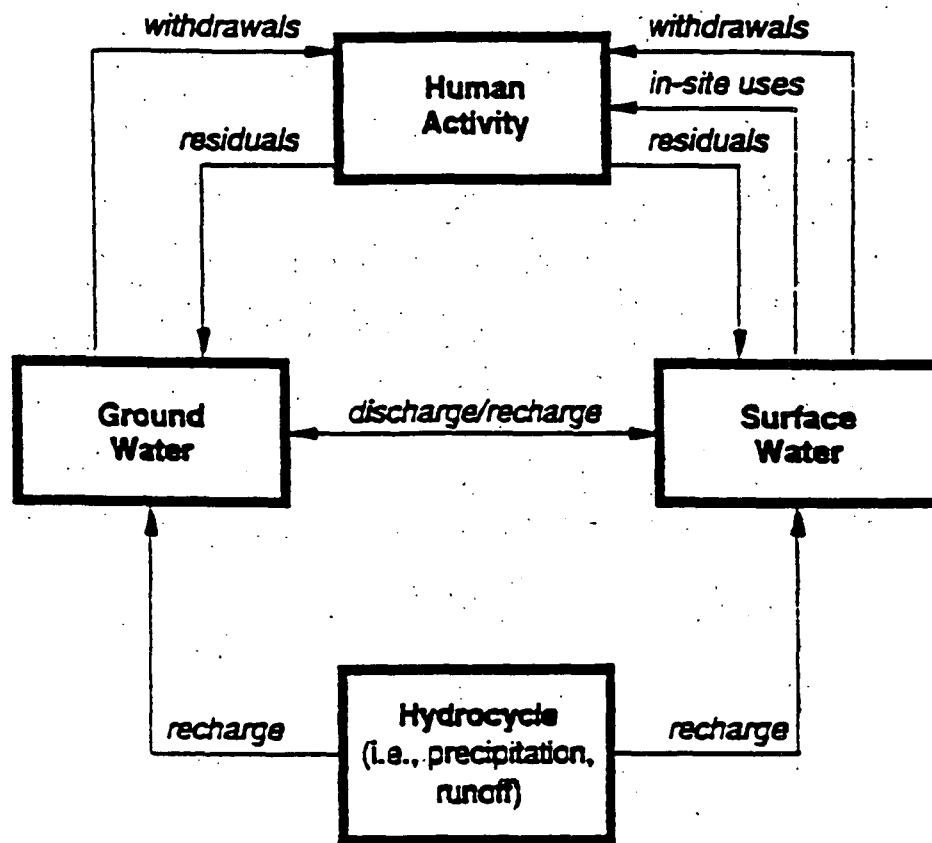 withdrawals
withdrawals
Human
Activity
in-site uses
residuals
residuals
Ground
Water
discharge/recharge
Surface
Water
recharge
Hydrocycle
(i.e., precipitation,
runoff)
recharge